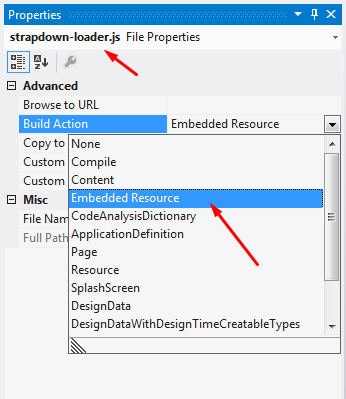 Properties
strapdown-loader.js File Properties
Advanced
Browse to URL
Build Action Embedded Resource
Copy to
Custom
Custom
Misc
File Nam
Full Path
None
Compile
Content
Embedded Resource
CodeAnalysisDictionary
ApplicationDefinition
Page
Resource
SplashScreen
DesignData
DesignDataWithDesignTimeCreatableTypes